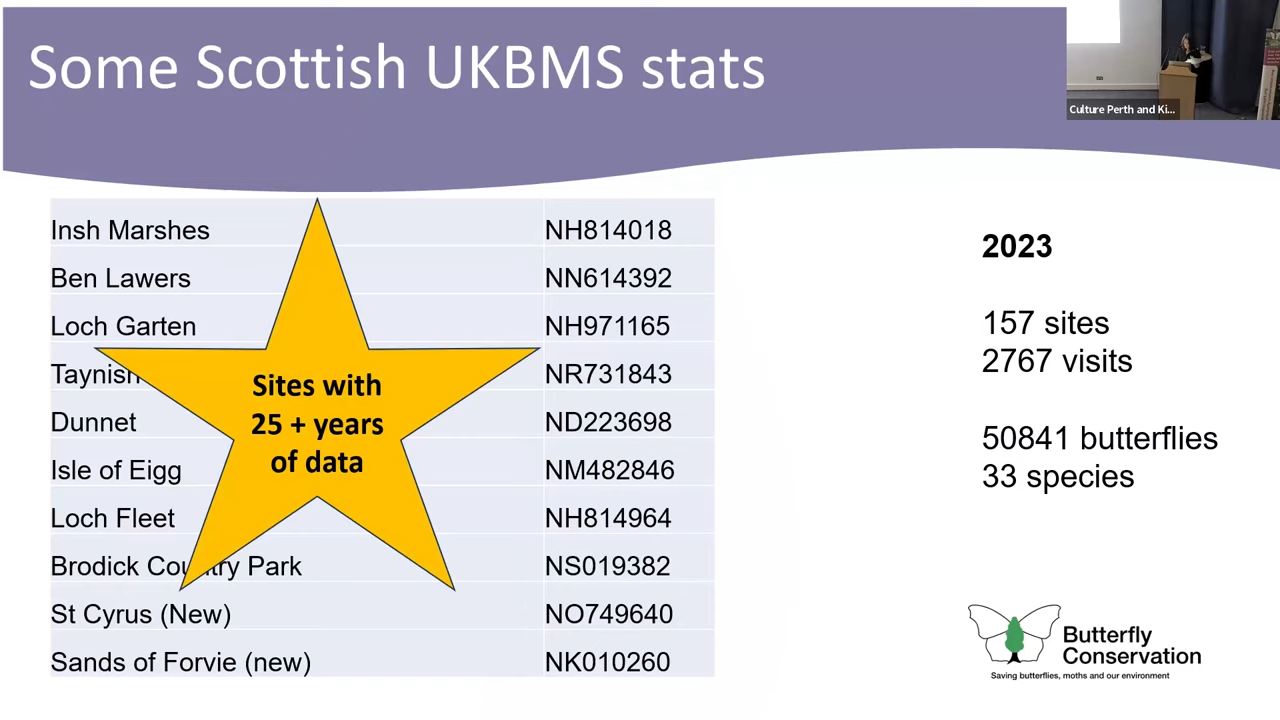 Some Scottish UKBMS stats
Culture Perth and Ki...
Insh Marshes NH814018
Ben Lawers NN614392
Loch Garten NH971165
Taynish NR731843
Dunnet ND223698
Isle of Eigg NM482846
Loch Fleet NH814964
Brodick Country Park NS019382
St Cyrus (New) NO749640
Sands of Forvie (new) NK010260
Sites with
25 + years
of data
2023
157 sites
2767 visits
50841 butterflies
33 species
Butterfly
Conservation
Saving butterflies, moths and our environment